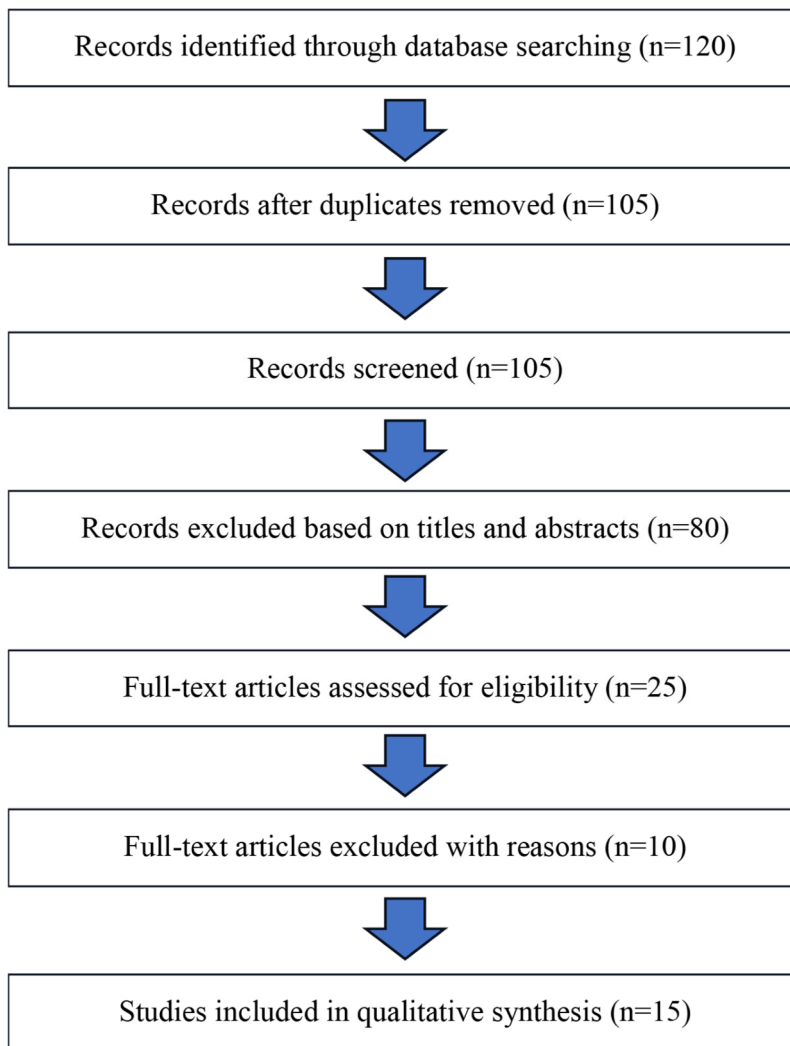 Records identified through database searching (n=120)
Records after duplicates removed (n=105)
Records screened (n=105)
Records excluded based on titles and abstracts (n=80)
Full-text articles assessed for eligibility (n=25)
Full-text articles excluded with reasons (n=10)
Studies included in qualitative synthesis (n=15)